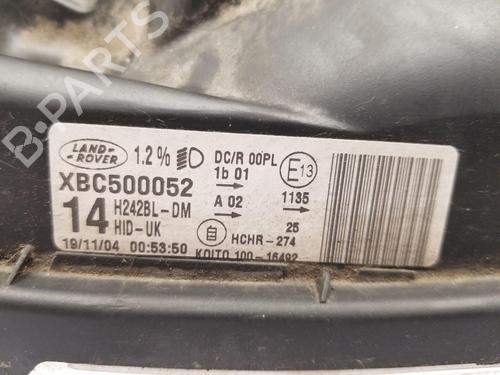 B-PARTS
LAND-
-ROVER
1.2%
DC/R 00PL
E13
XBC500052
1b 01
14
H242BL-DM
A 02
1135
HID-UK
25
HCHR-274
19/11/04 00:53:50
KOITO 100-16492